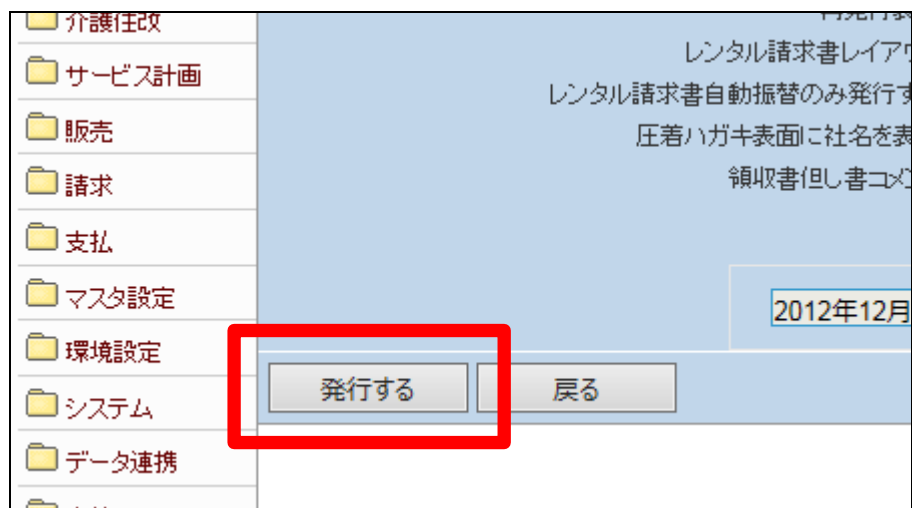 介護住改
サービス計画
販売
請求
支払
マスタ設定
環境設定
システム
データ連携
レンタル請求書レイアウ
レンタル請求書自動振替のみ発行す
圧着ハガキ表面に社名を表
領収書但し書コメ
2012年12月
発行する
戻る